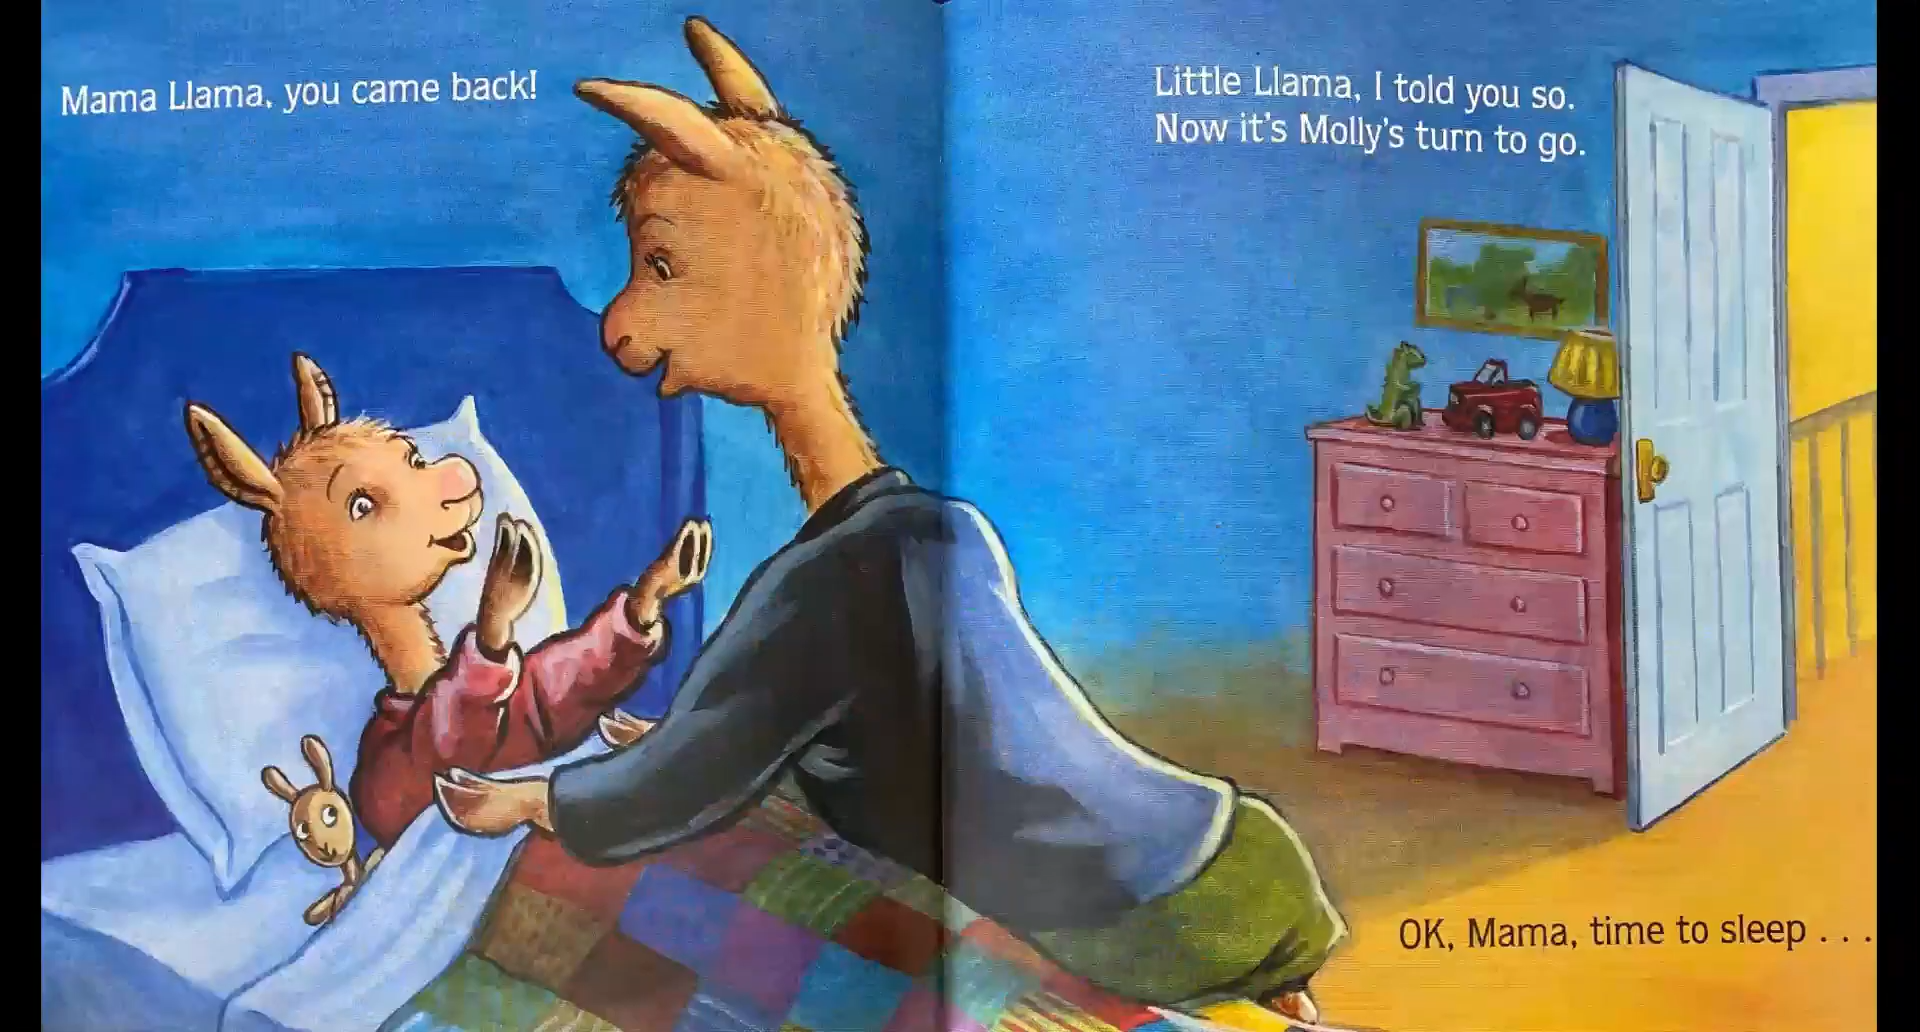 Mama Llama, you came back!
Little Llama, I told you so.
Now it's Molly's turn to go.
OK, Mama, time to sleep . . .